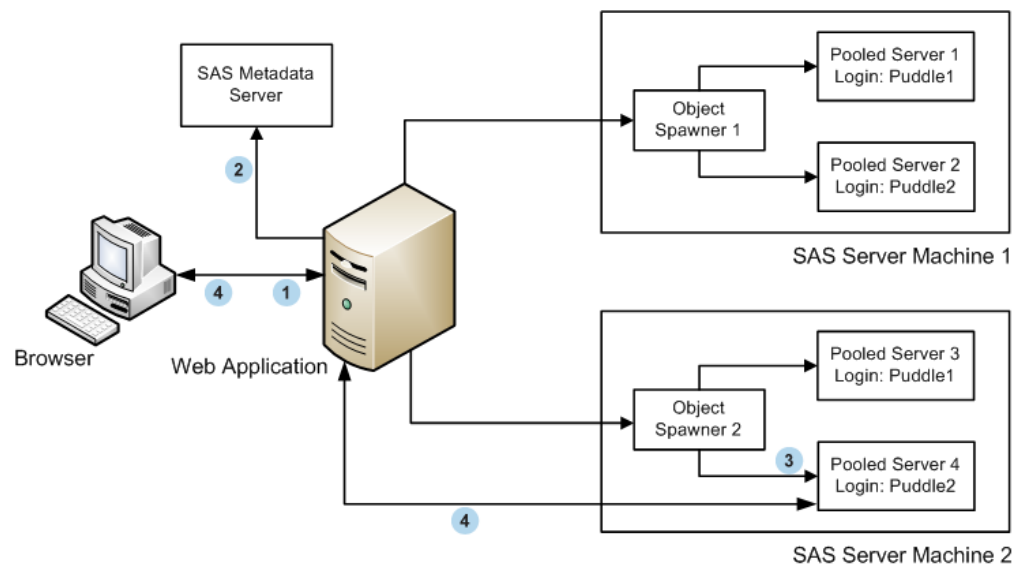 SAS Metadata
Server
2
4
1
Browser
Web Application
Object
Spawner 1
Pooled Server 1
Login: Puddle1
Pooled Server 2
Login: Puddle2
SAS Server Machine 1
Object
Spawner 2
Pooled Server 3
Login: Puddle1
3
Pooled Server 4
Login: Puddle2
4
SAS Server Machine 2